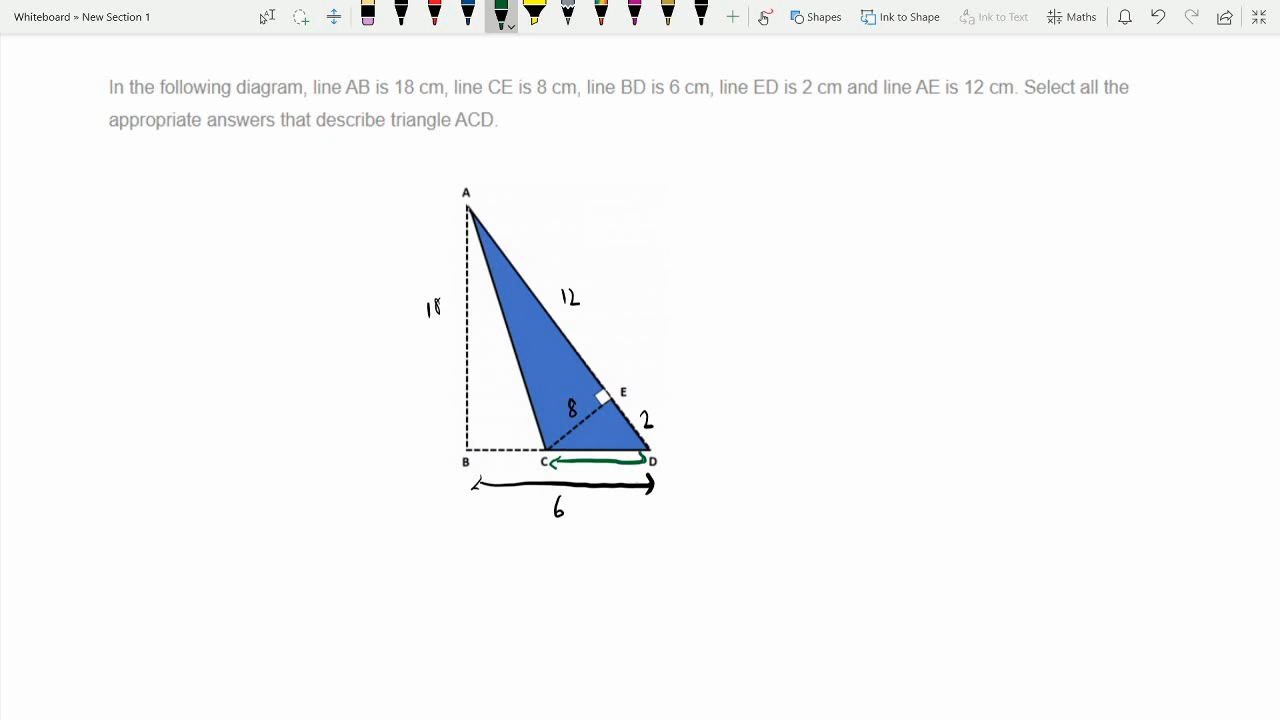 Whiteboard » New Section 1
Shapes
Ink to Shape
Ink to Text
Maths
In the following diagram, line AB is 18 cm, line CE is 8 cm, line BD is 6 cm, line ED is 2 cm and line AE is 12 cm. Select all the
appropriate answers that describe triangle ACD.
A
12
18
E
8
2
B
C
D
6